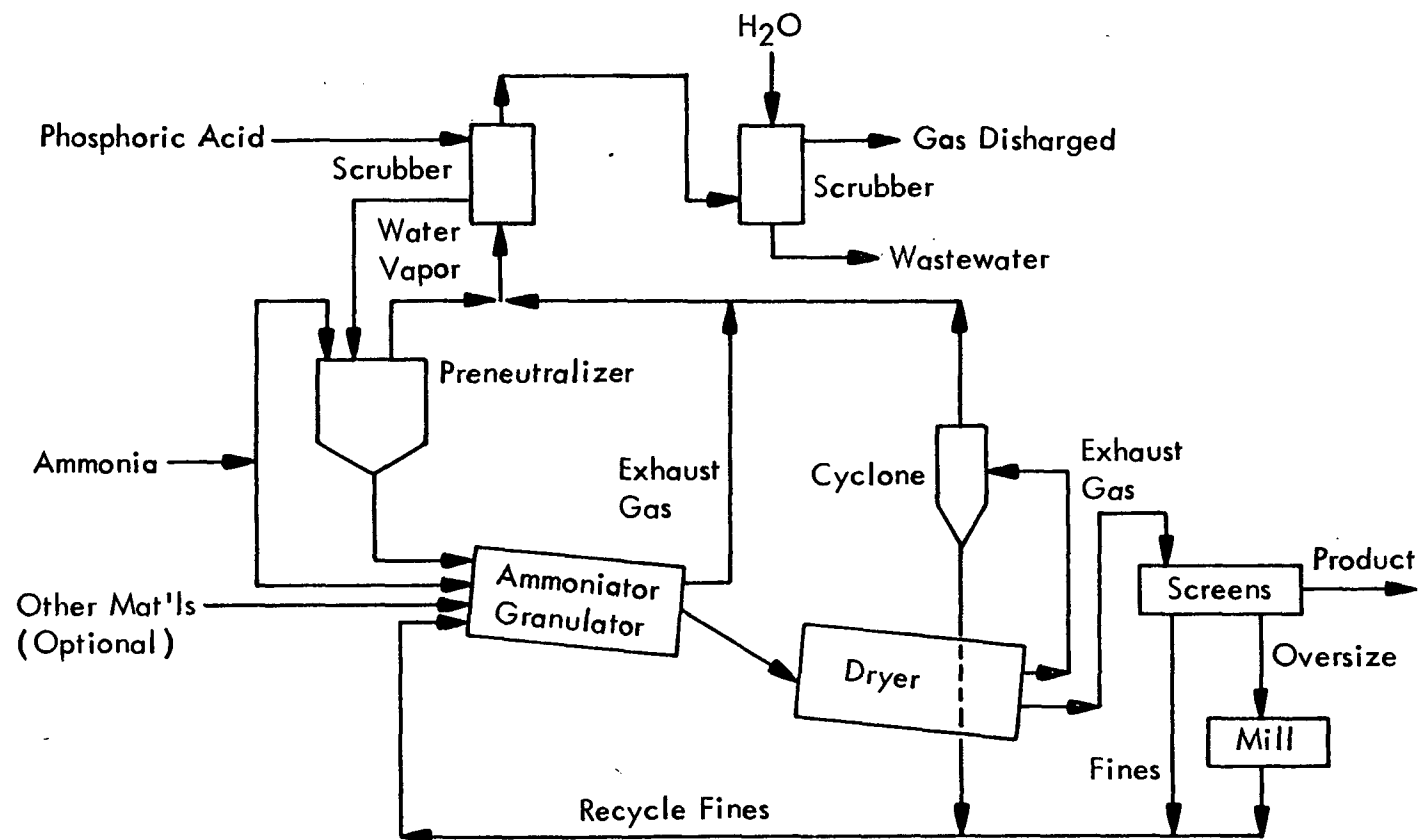 H2O
Phosphoric Acid
Scrubber
Gas Disharged
Scrubber
Water
Vapor
Wastewater
Preneutralizer
Ammonia
Exhaust
Gas
Cyclone
Exhaust
Gas
Product
Screens
Ammoniator
Granulator
Other Mat'ls
(Optional)
Oversize
Dryer
Mill
Fines
Recycle Fines